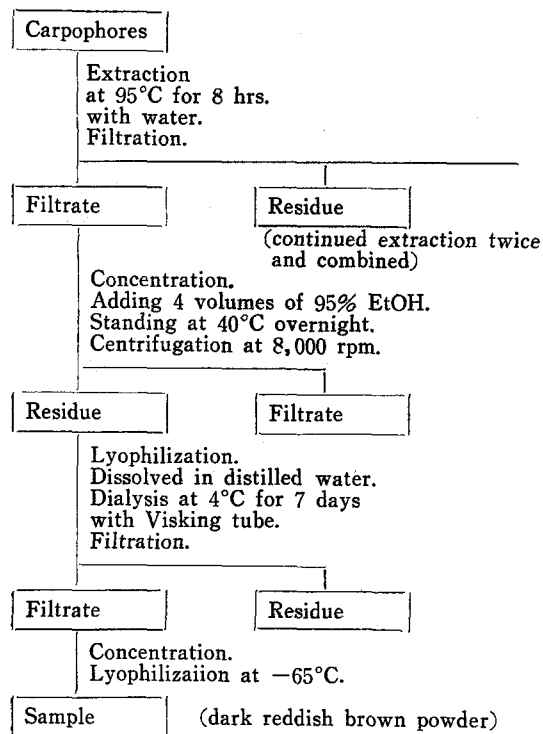 Carpophores
Extraction
at 95°C for 8 hrs.
with water.
Filtration.
Filtrate
Residue
(continued extraction twice
and combined)
Concentration.
Adding 4 volumes of 95% EtOH.
Standing at 40°C overnight.
Centrifugation at 8,000 rpm.
Residue
Filtrate
Lyophilization.
Dissolved in distilled water.
Dialysis at 4°C for 7 days
with Visking tube.
Filtration.
Filtrate
Residue
Concentration.
Lyophilizaiion at −65°C.
Sample
(dark reddish brown powder)